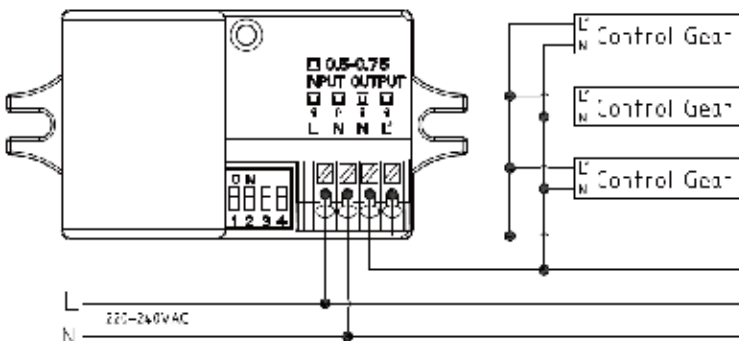 0.5-0.75
INPUT OUTPUT
L N N L'
ON
1 2 3 4
L
220-240VAC
N
L'
N Control Gear
L'
N Control Gear
L'
N Control Gear